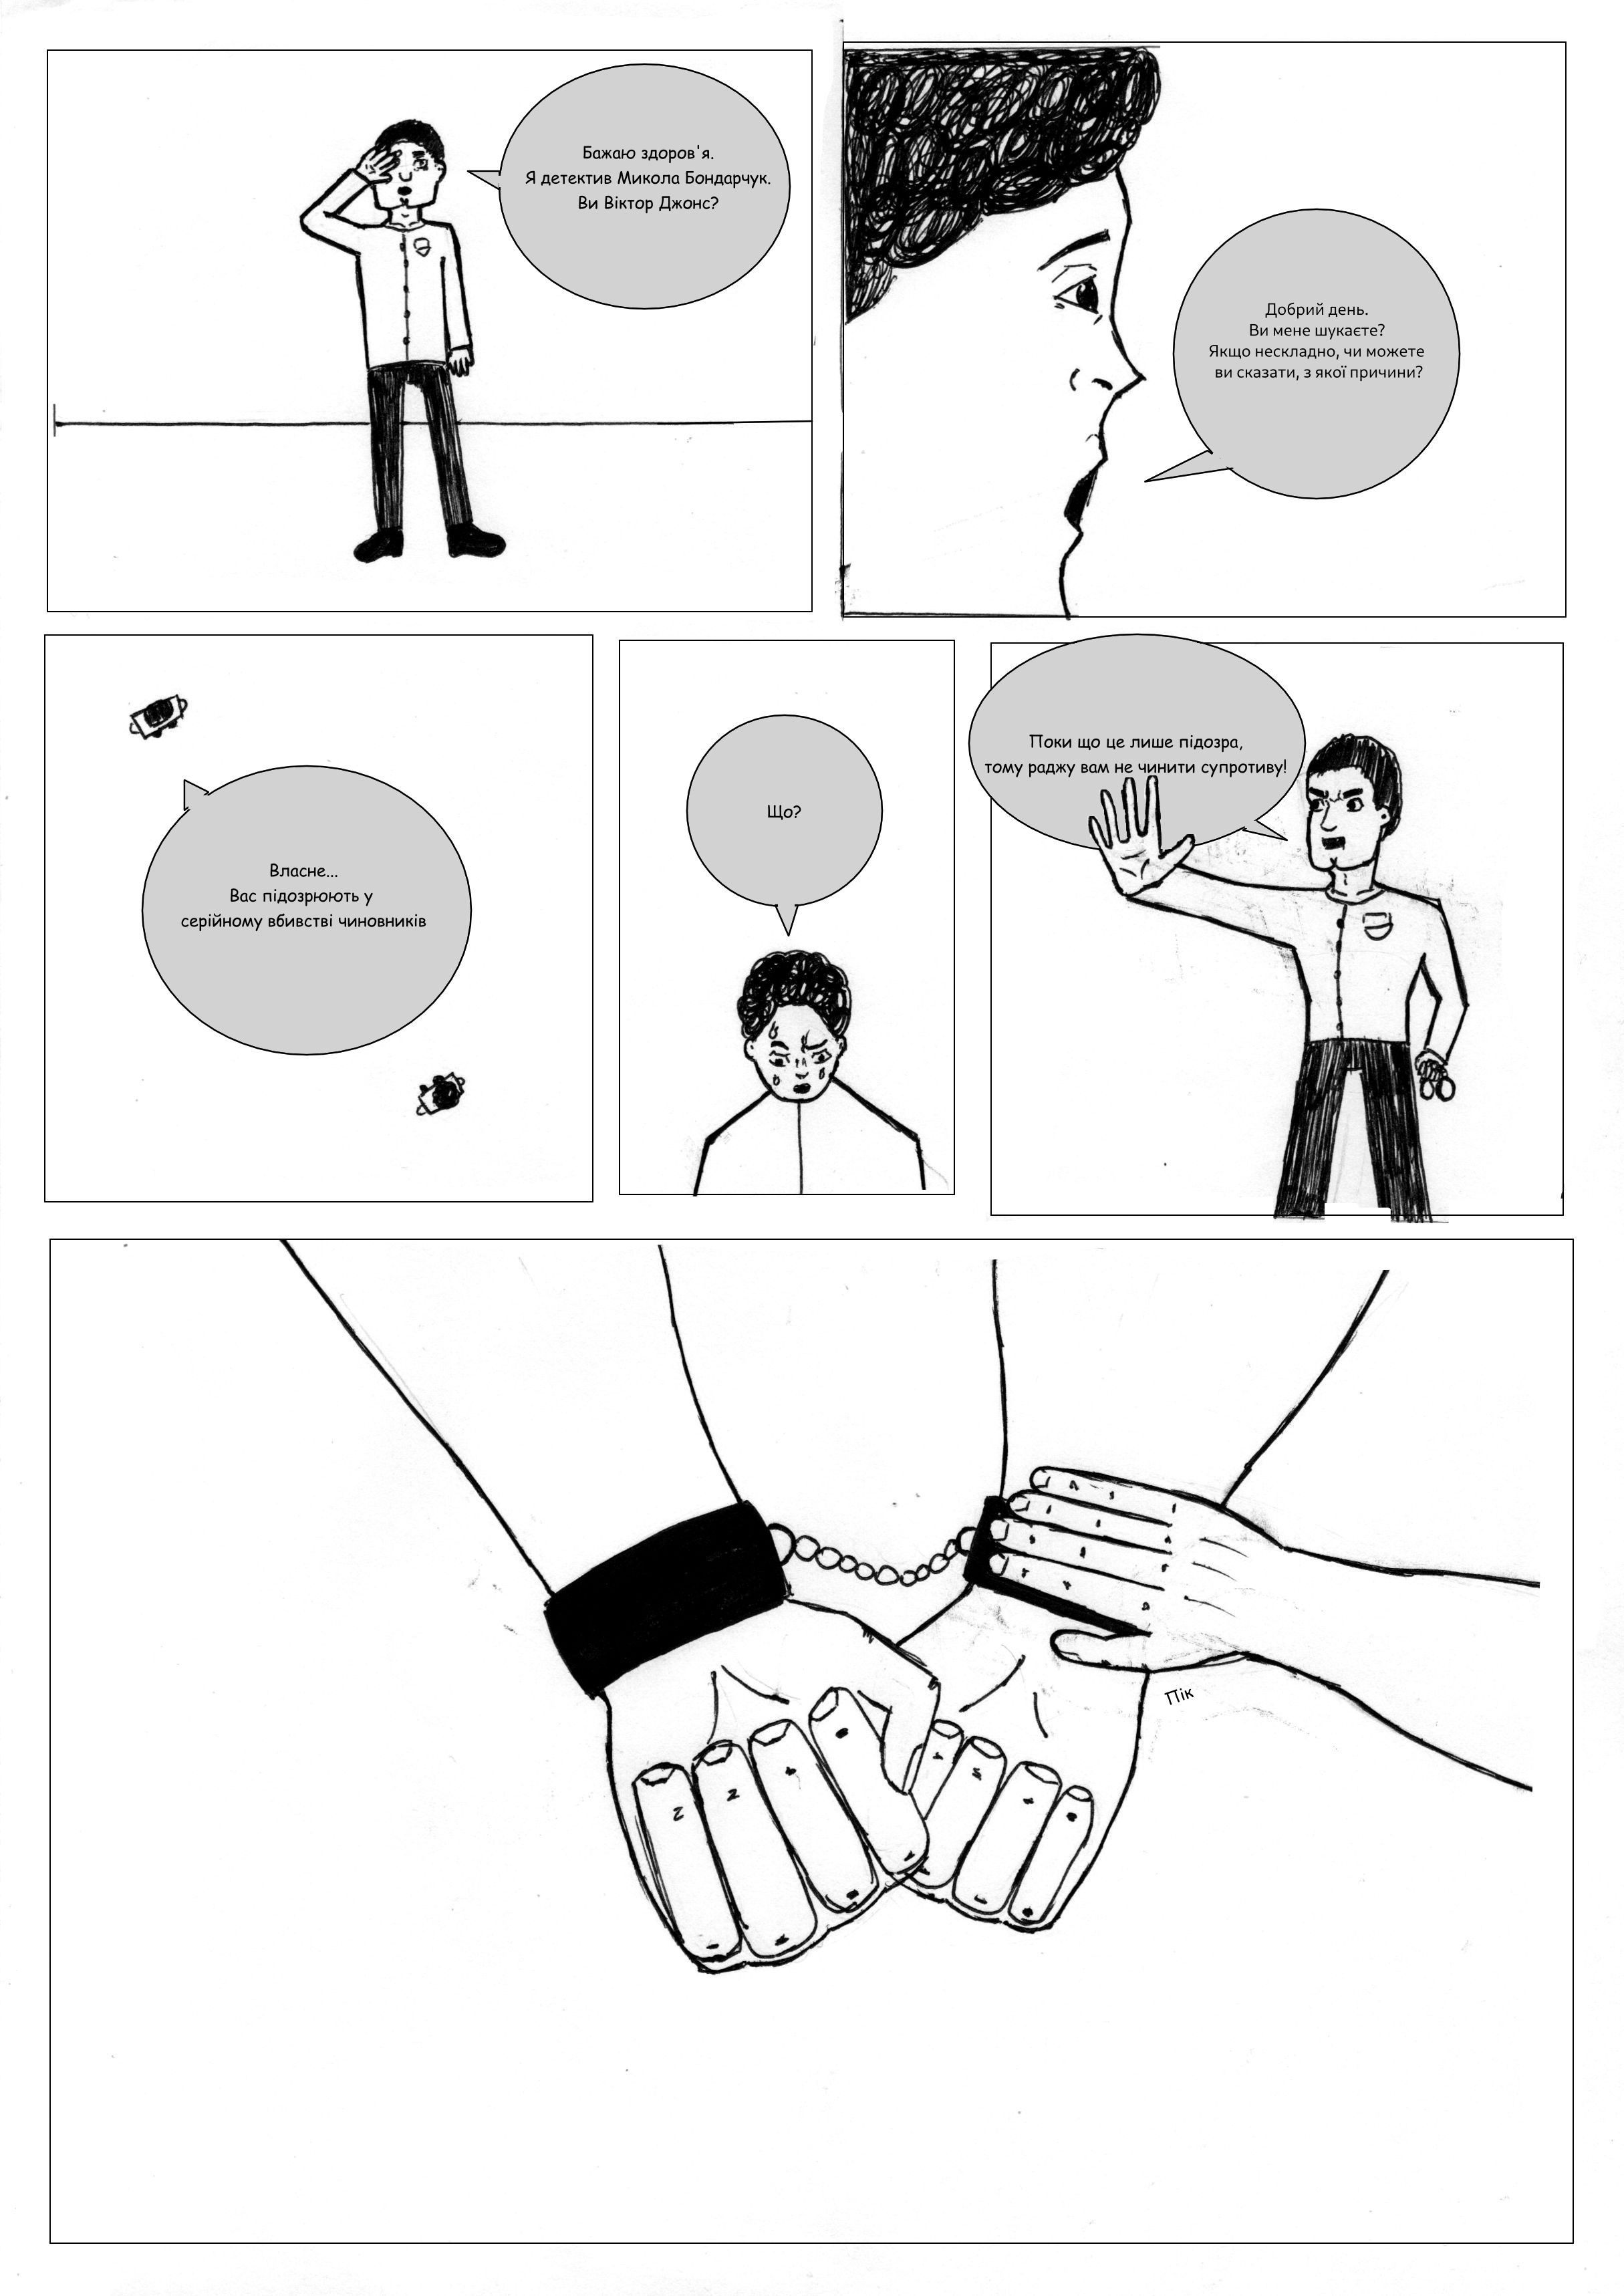 Бажаю здоров'я.
Я детектив Микола Бондарчук.
Ви Віктор Джонс?
Добрий день.
Ви мене шукаєте?
Якщо нескладно, чи можете
ви сказати, з якої причини?
Власне...
Вас підозрюють у
серійному вбивстві чиновників
Що?
Поки що це лише підозра,
тому раджу вам не чинити супротиву!
Пік